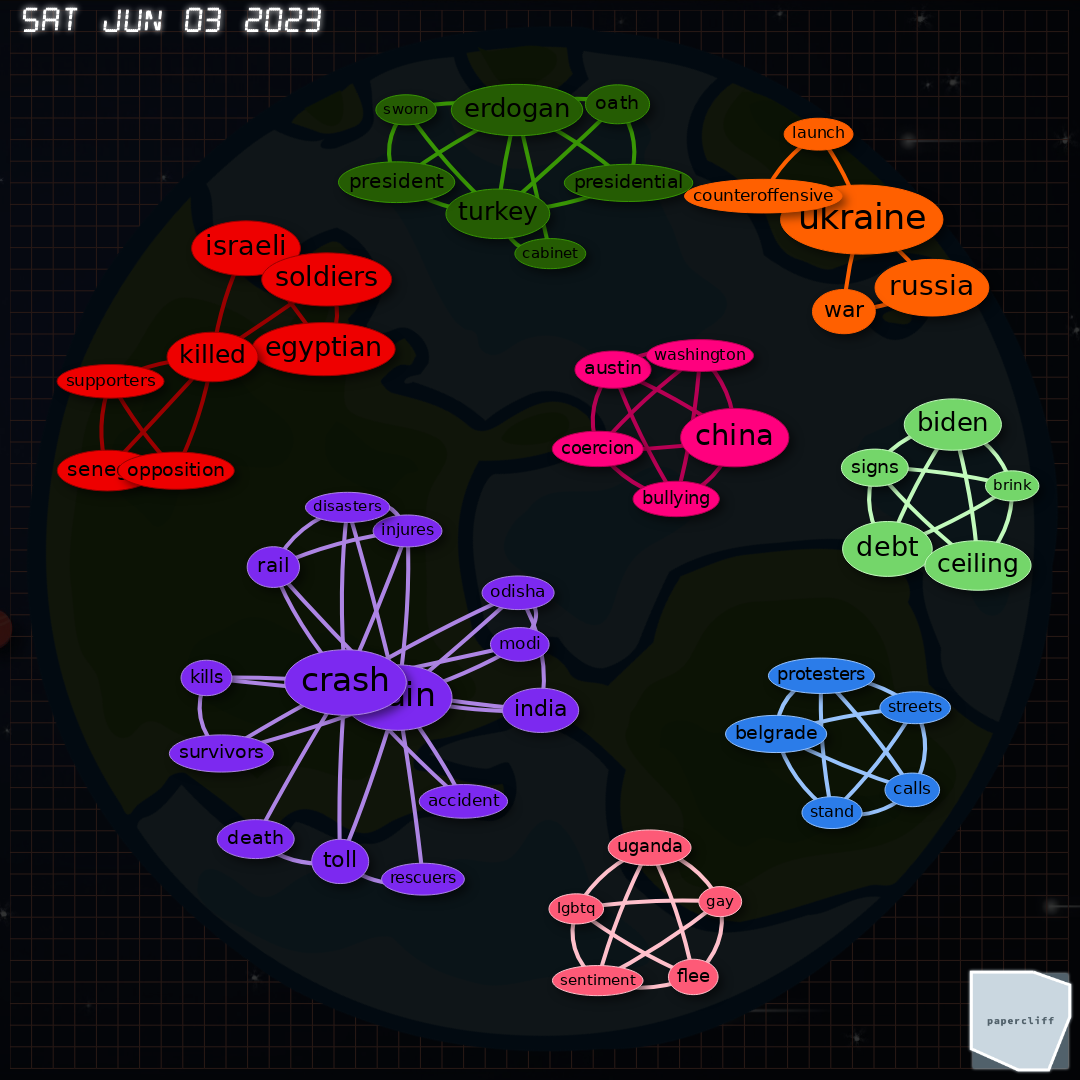 SAT JUN 03 2023
sworn
erdogan
oath
president
presidential
turkey
cabinet
launch
counteroffensive
ukraine
russia
war
israeli
soldiers
killed
egyptian
supporters
opposition
austin
washington
china
coercion
bullying
biden
signs
brink
debt
ceiling
disasters
injures
rail
odisha
modi
kills
crash
india
survivors
accident
death
toll
rescuers
protesters
streets
belgrade
calls
stand
uganda
lgbtq
gay
sentiment
flee
papercliff